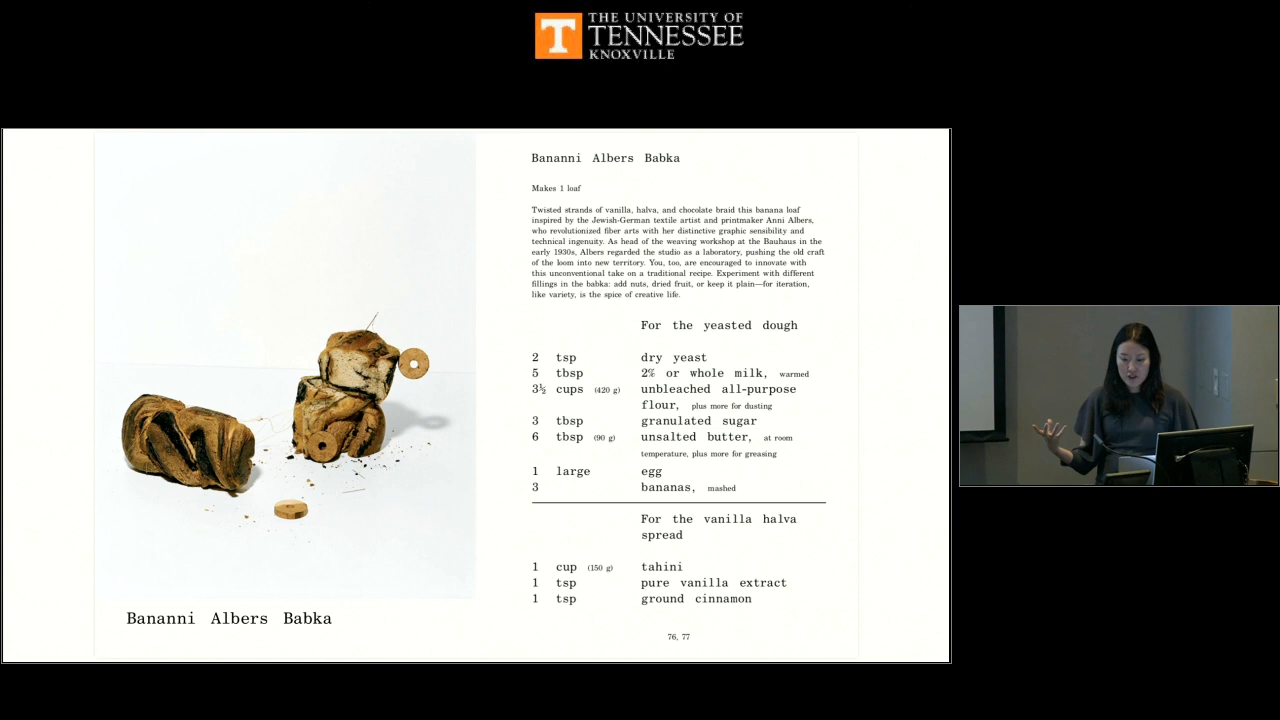 THE UNIVERSITY OF
TENNESSEE
KNOXVILLE
Bananni Albers Babka
Makes 1 loaf
Twisted strands of vanilla, halva, and chocolate braid this banana loaf
inspired by the Jewish-German textile artist and printmaker Anni Albers,
who revolutionized fiber arts with her distinctive graphic sensibility and
technical ingenuity. As head of the weaving workshop at the Bauhaus in the
early 1930s, Albers regarded the studio as a laboratory, pushing the old craft
of the loom into new territory. You, too, are encouraged to innovate with
this unconventional take on a traditional recipe. Experiment with different
fillings in the babka: add nuts, dried fruit, or keep it plain—for iteration,
like variety, is the spice of creative life.
For the yeasted dough
2 tsp dry yeast
5 tbsp 2% or whole milk, warmed
3½ cups (420 g) unbleached all-purpose
flour, plus more for dusting
3 tbsp granulated sugar
6 tbsp (90 g) unsalted butter, at room
temperature, plus more for greasing
1 large egg
3 bananas, mashed
For the vanilla halva
spread
1 cup (150 g) tahini
1 tsp pure vanilla extract
1 tsp ground cinnamon
76, 77
Bananni Albers Babka